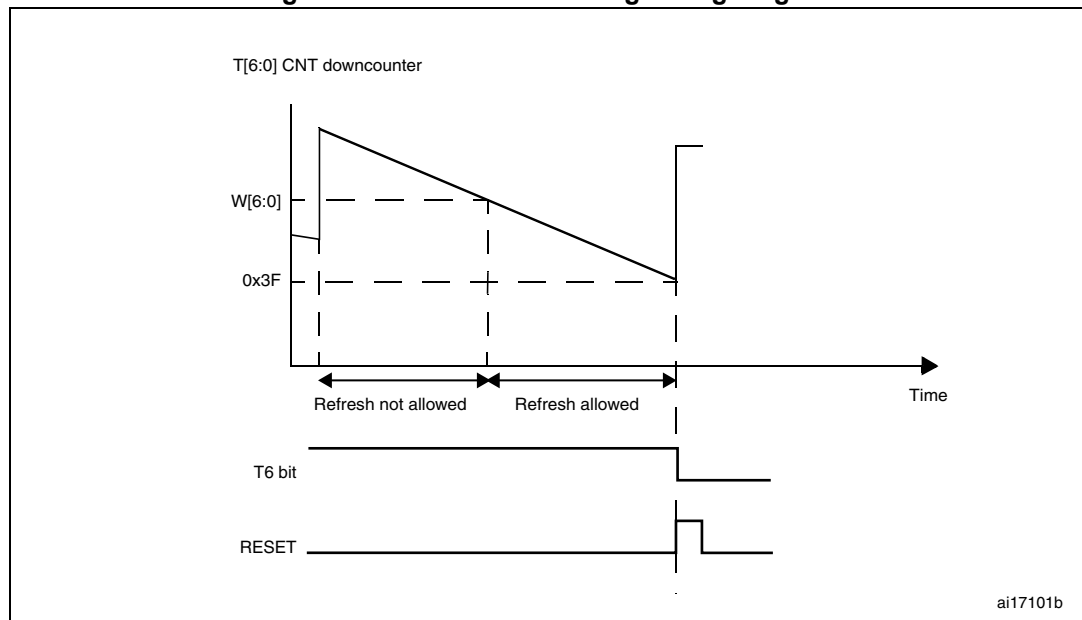 T[6:0] CNT downcounter
W[6:0]
0x3F
Time
Refresh not allowed
Refresh allowed
T6 bit
RESET
ai17101b